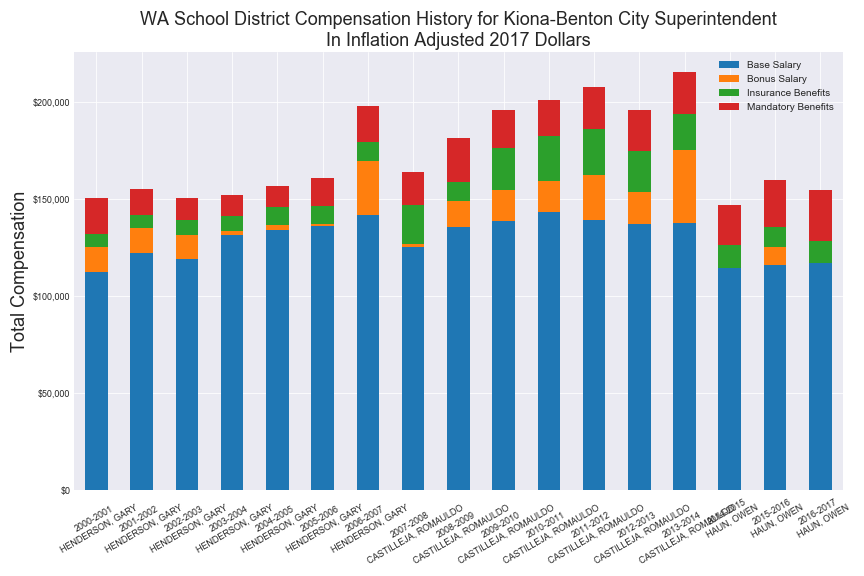 WA School District Compensation History for Kiona-Benton City Superintendent
In Inflation Adjusted 2017 Dollars
Base Salary
Bonus Salary
Insurance Benefits
Mandatory Benefits
Total Compensation
$200,000
$150,000
$100,000
$50,000
$0
2000-2001
HENDERSON, GARY
2001-2002
HENDERSON, GARY
2002-2003
HENDERSON, GARY
2003-2004
HENDERSON, GARY
2004-2005
HENDERSON, GARY
2005-2006
HENDERSON, GARY
2006-2007
HENDERSON, GARY
2007-2008
CASTILLEJA, ROMAULDO
2008-2009
CASTILLEJA, ROMAULDO
2009-2010
CASTILLEJA, ROMAULDO
2010-2011
CASTILLEJA, ROMAULDO
2011-2012
CASTILLEJA, ROMAULDO
2012-2013
CASTILLEJA, ROMAULDO
2013-2014
CASTILLEJA, ROMAULDO
2014-2015
HAUN, OWEN
2015-2016
HAUN, OWEN
2016-2017
HAUN, OWEN